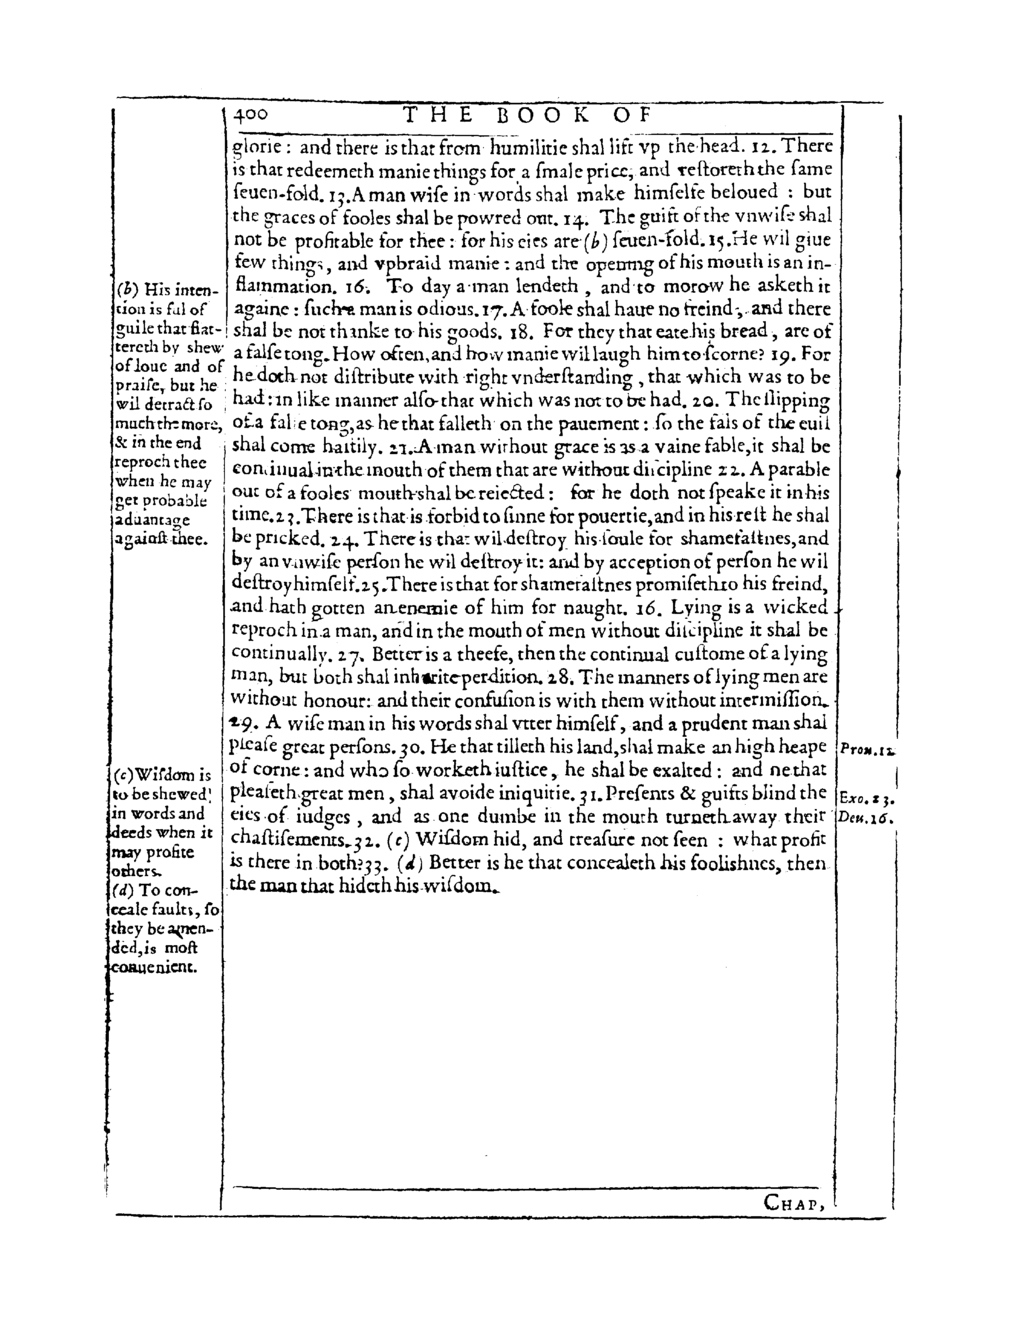 400 THE BOOK OF
glorie : and there is that from humilitie shal lift vp the head. 12. There
is that redeemeth manie things for a ſmale price, and reſtoreth the ſame
ſeuen-fold. 13. A man wiſe in words shal make himſelfe beloued : but
the graces of fooles shal be powred out. 14. The guift of the vnwiſe shal
not be profitable for thee : for his eies are (b) ſeuen-fold. 15. He wil giue
few things, and vpbraid manie : and the opening of his mouth is an in-
flammation. 16. To day a man lendeth , and to morow he asketh it
againe : ſuch a man is odious. 17. A foole shal haue no freind , and there
shal be not thanke to his goods. 18. For they that eate his bread , are of
a falſe tong. How often, and how manie wil laugh him to ſcorne? 19. For
he doth not diſtribute with right vnderſtanding , that which was to be
had : in like manner alſo that which was not to be had. 20. The ſlipping
of a falſe tong, as he that falleth on the pauement : ſo the fals of the euil
shal come haſtily. 21. A man without grace is as a vaine fable, it shal be
continual in the mouth of them that are without diſcipline 22. A parable
out of a fooles mouth shal be reiected : for he doth not ſpeake it in his
time. 23. There is that is forbid to ſinne for pouertie, and in his reſt he shal
be pricked. 24. There is that wil deſtroy his ſoule for shamefaſtnes, and
by an vnwiſe perſon he wil deſtroy it : and by acception of perſon he wil
deſtroy himſelf. 25. There is that for shamefaſtnes promiſeth to his freind,
and hath gotten an enemie of him for naught. 16. Lying is a wicked
reproch in a man, and in the mouth of men without diſcipline it shal be
continually. 27. Better is a theefe, then the continual cuſtome of a lying
man, but both shal inherite perdition. 28. The manners of lying men are
without honour : and their confuſion is with them without intermiſſion.
29. A wiſe man in his words shal vtter himſelf , and a prudent man shal
pleaſe great perſons. 30. He that tilleth his land, shal make an high heape
of corne : and who ſo worketh iuſtice , he shal be exalted : and he that
pleaſeth great men , shal avoide iniquitie. 31. Preſents & guifts blind the
eies of iudges , and as one dumbe in the mouth turneth away their
chaſtiſements. 32. (c) Wiſdom hid, and treaſure not ſeen : what profit
is there in both? 33. (d) Better is he that concealeth his foolishnes, then
the man that hideth his wiſdom.
(b) His inten-
tion is ful of
guile that flat-
tereth by shew
of loue and of
praiſe, but he
wil detract ſo
much the more,
& in the end
reproch thee
when he may
get probable
aduantage
againſt thee.
(c) Wiſdom is
to be shewed
in words and
deeds when it
may profite
others.
(d) To con-
ceale faults, ſo
they be amen-
ded, is moſt
conuenient.
Prou. 12.
Exo. 23.
Deu. 16.
CHAP,